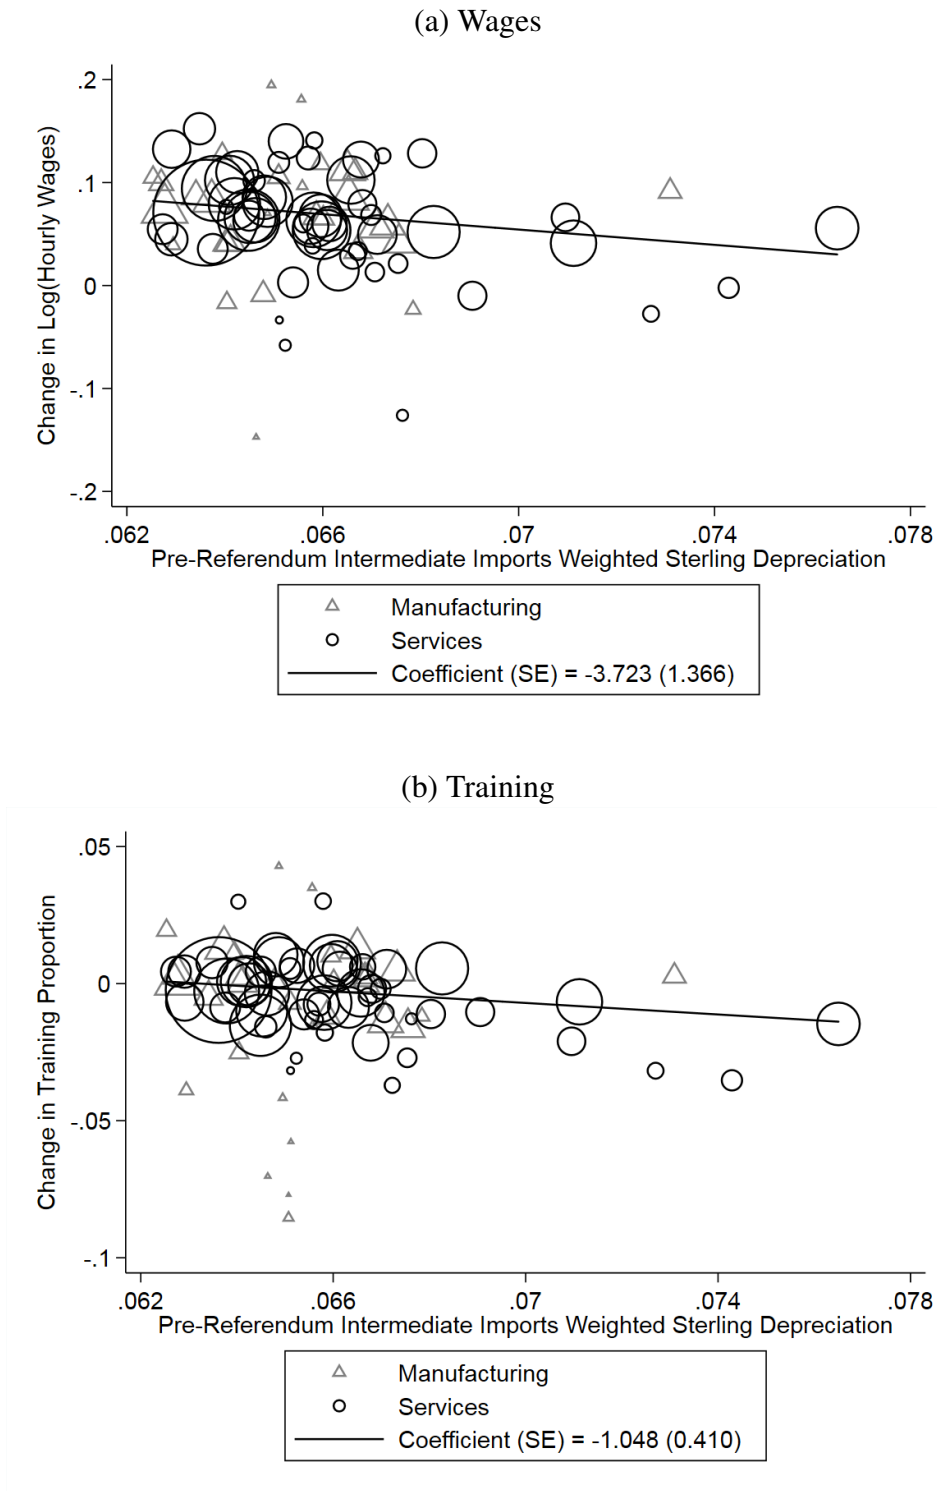 (a) Wages
Change in Log(Hourly Wages)
.2
.1
0
-.1
-.2
.062 .066 .07 .074 .078
Pre-Referendum Intermediate Imports Weighted Sterling Depreciation
Manufacturing
Services
Coefficient (SE) = -3.723 (1.366)
(b) Training
Change in Training Proportion
.05
0
-.05
-.1
.062 .066 .07 .074 .078
Pre-Referendum Intermediate Imports Weighted Sterling Depreciation
Manufacturing
Services
Coefficient (SE) = -1.048 (0.410)